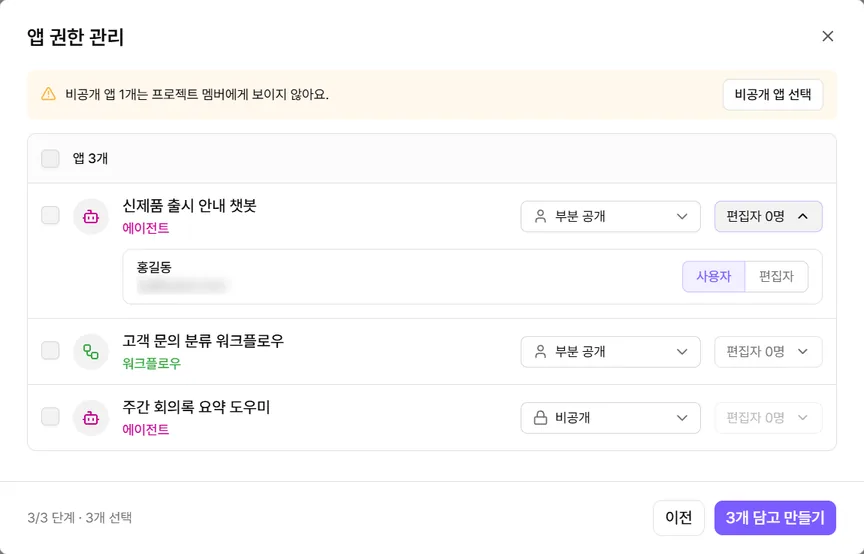 앱 권한 관리
비공개 앱 1개는 프로젝트 멤버에게 보이지 않아요.
비공개 앱 선택
앱 3개
신제품 출시 안내 챗봇
에이전트
부분 공개
편집자 0명
홍길동
사용자
편집자
고객 문의 분류 워크플로우
워크플로우
부분 공개
편집자 0명
주간 회의록 요약 도우미
에이전트
비공개
편집자 0명
3/3 단계 · 3개 선택
이전
3개 담고 만들기